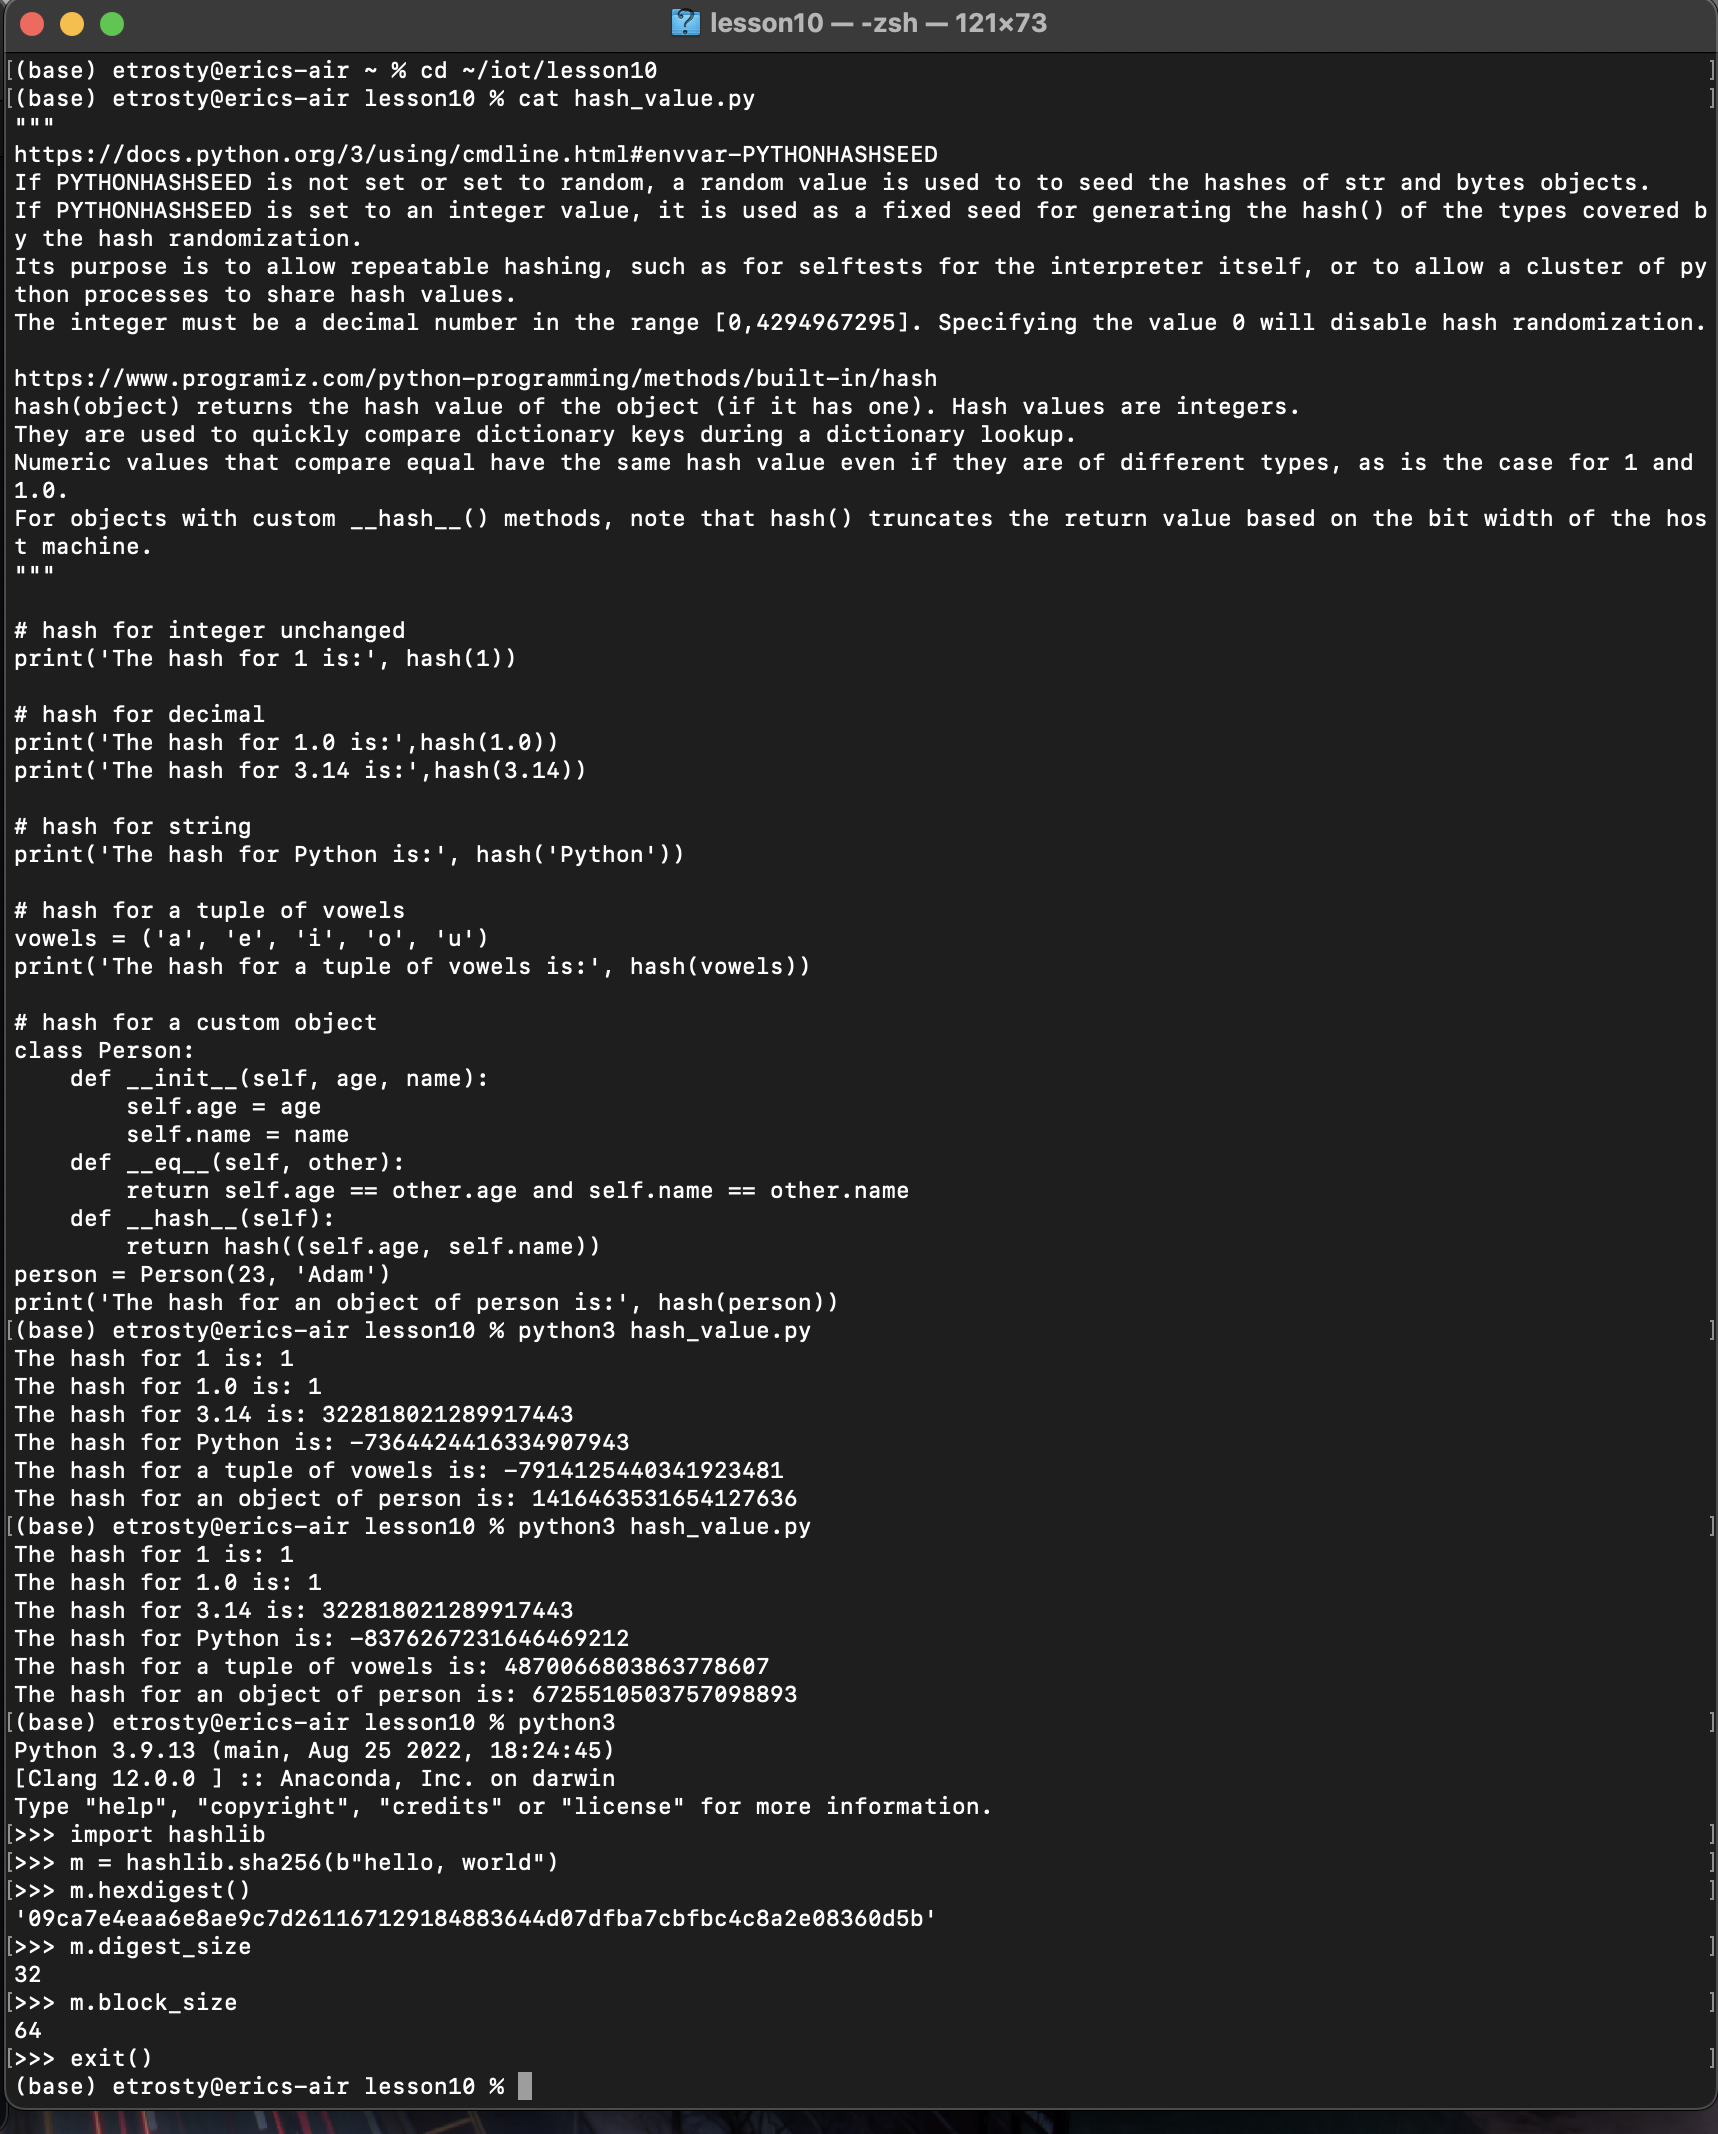 lesson10 — -zsh — 121×73
(base) etrosty@erics-air ~ % cd ~/iot/lesson10
(base) etrosty@erics-air lesson10 % cat hash_value.py
"""
https://docs.python.org/3/using/cmdline.html#envvar-PYTHONHASHSEED
If PYTHONHASHSEED is not set or set to random, a random value is used to to seed the hashes of str and bytes objects.
If PYTHONHASHSEED is set to an integer value, it is used as a fixed seed for generating the hash() of the types covered b
y the hash randomization.
Its purpose is to allow repeatable hashing, such as for selftests for the interpreter itself, or to allow a cluster of py
thon processes to share hash values.
The integer must be a decimal number in the range [0,4294967295]. Specifying the value 0 will disable hash randomization.

https://www.programiz.com/python-programming/methods/built-in/hash
hash(object) returns the hash value of the object (if it has one). Hash values are integers.
They are used to quickly compare dictionary keys during a dictionary lookup.
Numeric values that compare equal have the same hash value even if they are of different types, as is the case for 1 and
1.0.
For objects with custom __hash__() methods, note that hash() truncates the return value based on the bit width of the hos
t machine.
"""

# hash for integer unchanged
print('The hash for 1 is:', hash(1))

# hash for decimal
print('The hash for 1.0 is:',hash(1.0))
print('The hash for 3.14 is:',hash(3.14))

# hash for string
print('The hash for Python is:', hash('Python'))

# hash for a tuple of vowels
vowels = ('a', 'e', 'i', 'o', 'u')
print('The hash for a tuple of vowels is:', hash(vowels))

# hash for a custom object
class Person:
    def __init__(self, age, name):
        self.age = age
        self.name = name
    def __eq__(self, other):
        return self.age == other.age and self.name == other.name
    def __hash__(self):
        return hash((self.age, self.name))
person = Person(23, 'Adam')
print('The hash for an object of person is:', hash(person))
(base) etrosty@erics-air lesson10 % python3 hash_value.py
The hash for 1 is: 1
The hash for 1.0 is: 1
The hash for 3.14 is: 322818021289917443
The hash for Python is: -7364424416334907943
The hash for a tuple of vowels is: -7914125440341923481
The hash for an object of person is: 1416463531654127636
(base) etrosty@erics-air lesson10 % python3 hash_value.py
The hash for 1 is: 1
The hash for 1.0 is: 1
The hash for 3.14 is: 322818021289917443
The hash for Python is: -8376267231646469212
The hash for a tuple of vowels is: 4870066803863778607
The hash for an object of person is: 6725510503757098893
(base) etrosty@erics-air lesson10 % python3
Python 3.9.13 (main, Aug 25 2022, 18:24:45)
[Clang 12.0.0 ] :: Anaconda, Inc. on darwin
Type "help", "copyright", "credits" or "license" for more information.
>>> import hashlib
>>> m = hashlib.sha256(b"hello, world")
>>> m.hexdigest()
'09ca7e4eaa6e8ae9c7d261167129184883644d07dfba7cbfbc4c8a2e08360d5b'
>>> m.digest_size
32
>>> m.block_size
64
>>> exit()
(base) etrosty@erics-air lesson10 %